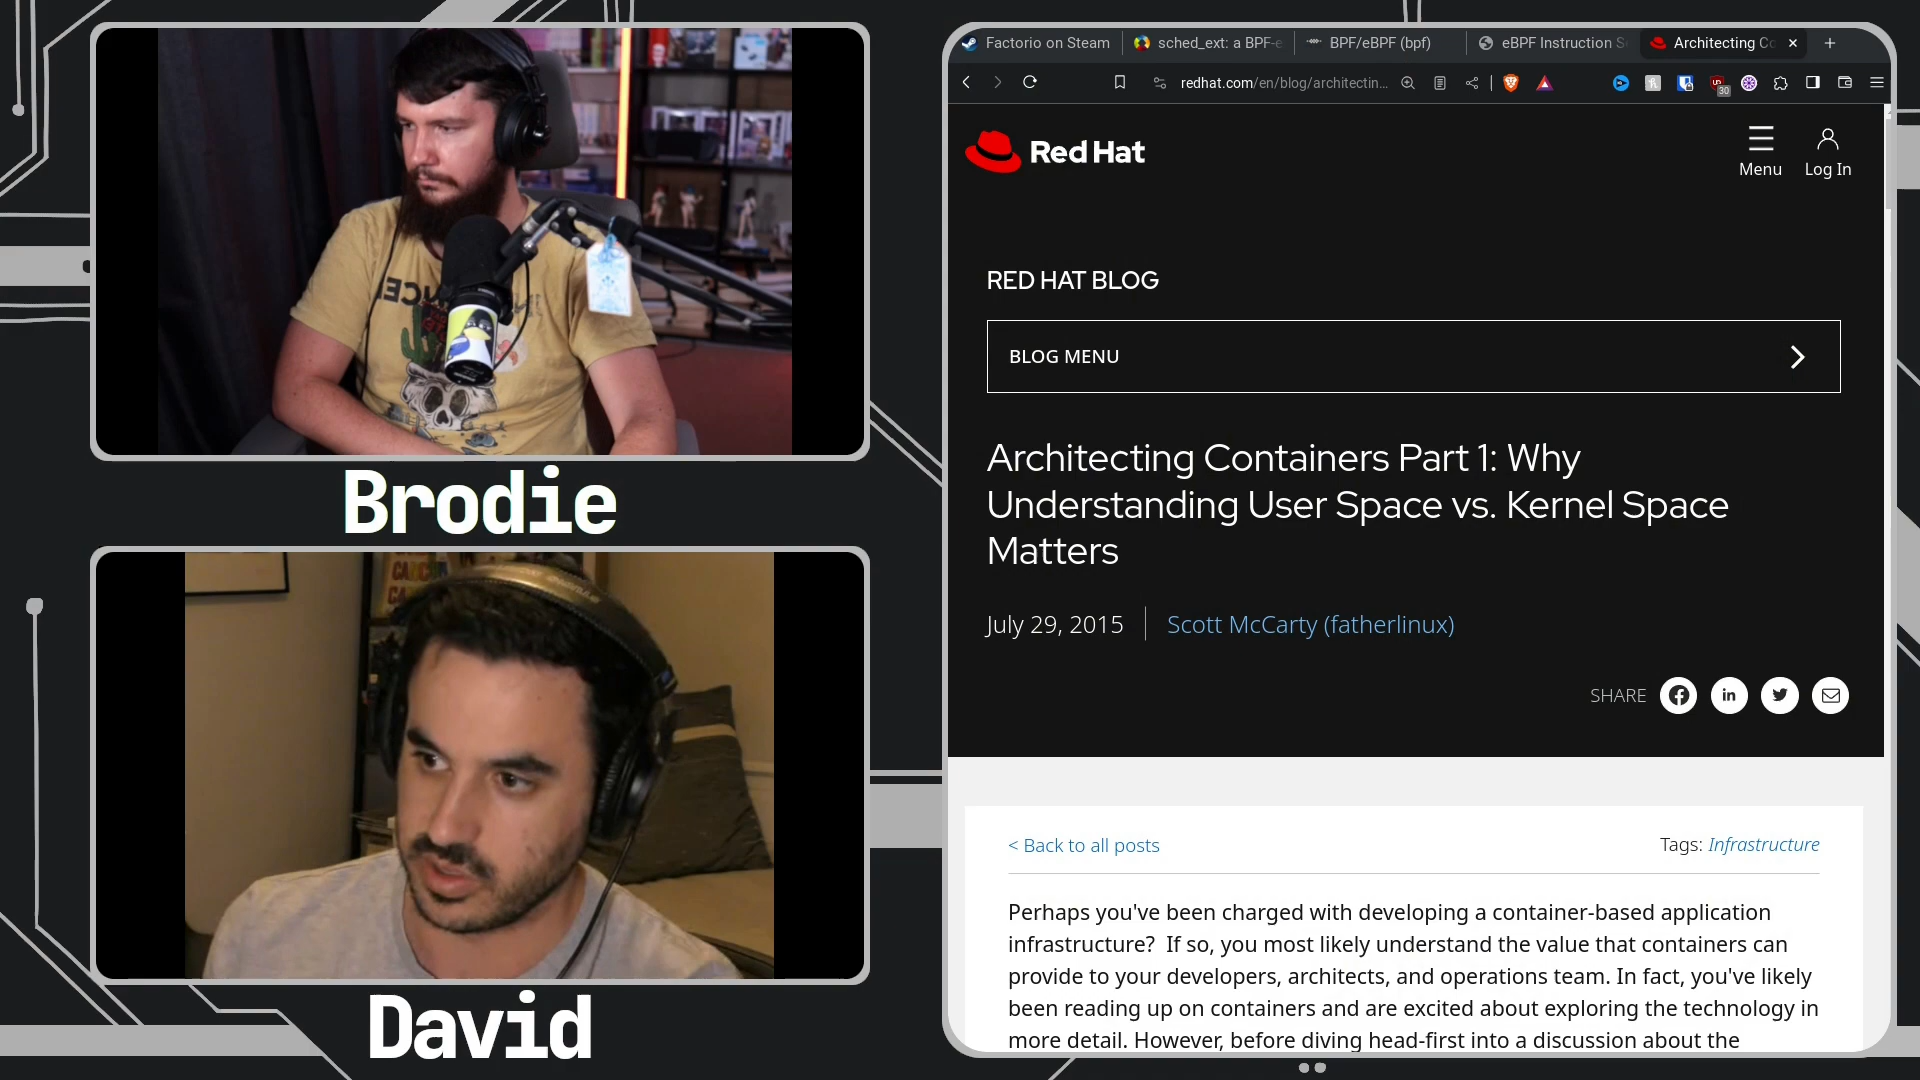 Brodie
David
Factorio on Steam
sched_ext: a BPF-e
BPF/eBPF (bpf)
eBPF Instruction S
Architecting Co
redhat.com/en/blog/architectin...
30
Red Hat
Menu
Log In
RED HAT BLOG
BLOG MENU
Architecting Containers Part 1: Why
Understanding User Space vs. Kernel Space
Matters
July 29, 2015
Scott McCarty (fatherlinux)
SHARE
< Back to all posts
Tags: Infrastructure
Perhaps you've been charged with developing a container-based application
infrastructure?  If so, you most likely understand the value that containers can
provide to your developers, architects, and operations team. In fact, you've likely
been reading up on containers and are excited about exploring the technology in
more detail. However, before diving head-first into a discussion about the